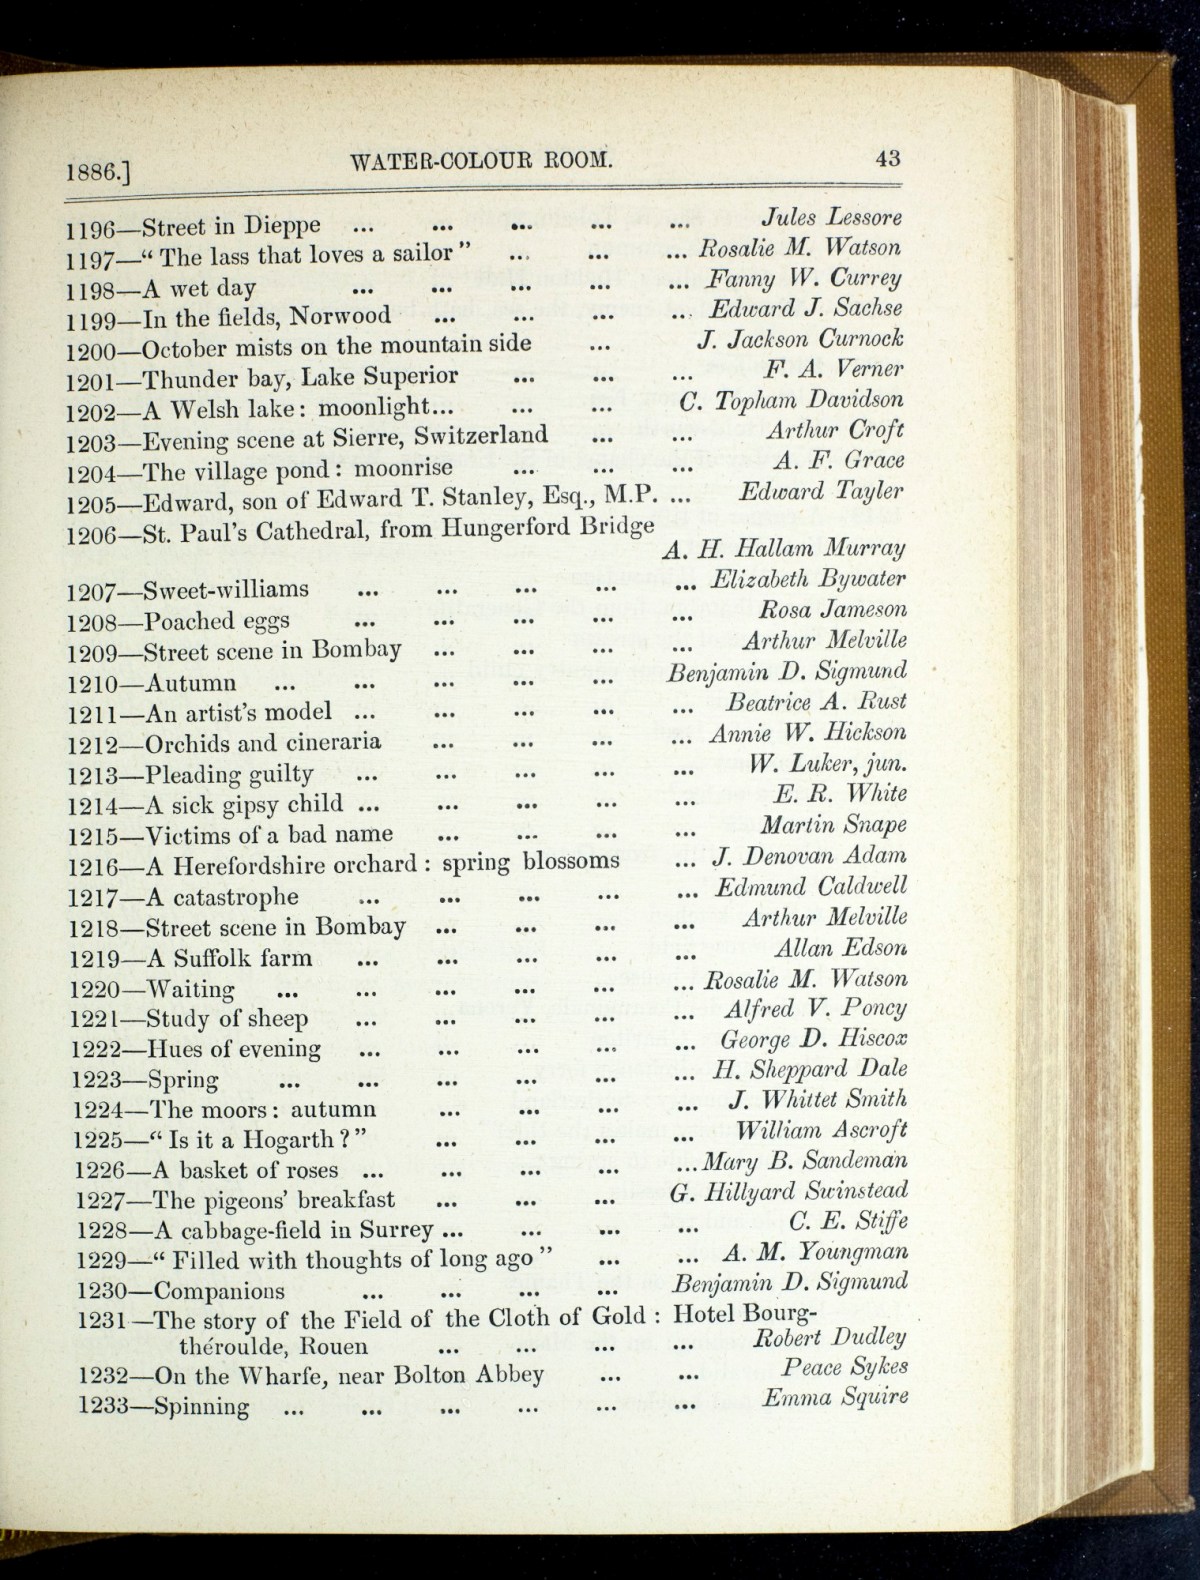 1886.] WATER-COLOUR ROOM. 43
1196—Street in Dieppe ... ... ... ... ... Jules Lessore
1197—“ The lass that loves a sailor ” ... ... ... Rosalie M. Watson
1198—A wet day ... ... ... ... ... Fanny W. Currey
1199—In the fields, Norwood ... ... ... ... Edward J. Sachse
1200—October mists on the mountain side ... J. Jackson Curnock
1201—Thunder bay, Lake Superior ... ... ... F. A. Verner
1202—A Welsh lake: moonlight... ... ... C. Topham Davidson
1203—Evening scene at Sierre, Switzerland ... ... Arthur Croft
1204—The village pond: moonrise ... ... ... A. F. Grace
1205—Edward, son of Edward T. Stanley, Esq., M.P. ... Edward Tayler
1206—St. Paul's Cathedral, from Hungerford Bridge
A. H. Hallam Murray
1207—Sweet-williams ... ... ... ... ... Elizabeth Bywater
1208—Poached eggs ... ... ... ... ... Rosa Jameson
1209—Street scene in Bombay ... ... ... ... Arthur Melville
1210—Autumn ... ... ... ... ... Benjamin D. Sigmund
1211—An artist's model ... ... ... ... ... Beatrice A. Rust
1212—Orchids and cineraria ... ... ... ... Annie W. Hickson
1213—Pleading guilty ... ... ... ... ... W. Luker, jun.
1214—A sick gipsy child ... ... ... ... ... E. R. White
1215—Victims of a bad name ... ... ... ... Martin Snape
1216—A Herefordshire orchard: spring blossoms ... J. Denovan Adam
1217—A catastrophe ... ... ... ... ... Edmund Caldwell
1218—Street scene in Bombay ... ... ... ... Arthur Melville
1219—A Suffolk farm ... ... ... ... ... Allan Edson
1220—Waiting ... ... ... ... ... ... Rosalie M. Watson
1221—Study of sheep ... ... ... ... ... Alfred V. Poncy
1222—Hues of evening ... ... ... ... ... George D. Hiscox
1223—Spring ... ... ... ... ... ... H. Sheppard Dale
1224—The moors: autumn ... ... ... ... J. Whittet Smith
1225—“ Is it a Hogarth ? ” ... ... ... ... William Ascroft
1226—A basket of roses ... ... ... ... ... Mary B. Sandeman
1227—The pigeons' breakfast ... ... ... G. Hillyard Swinstead
1228—A cabbage-field in Surrey ... ... ... ... C. E. Stiffe
1229—“ Filled with thoughts of long ago ” ... ... A. M. Youngman
1230—Companions ... ... ... ... Benjamin D. Sigmund
1231—The story of the Field of the Cloth of Gold : Hotel Bourg-
théroulde, Rouen ... ... ... ... Robert Dudley
1232—On the Wharfe, near Bolton Abbey ... ... Peace Sykes
1233—Spinning ... ... ... ... ... ... Emma Squire